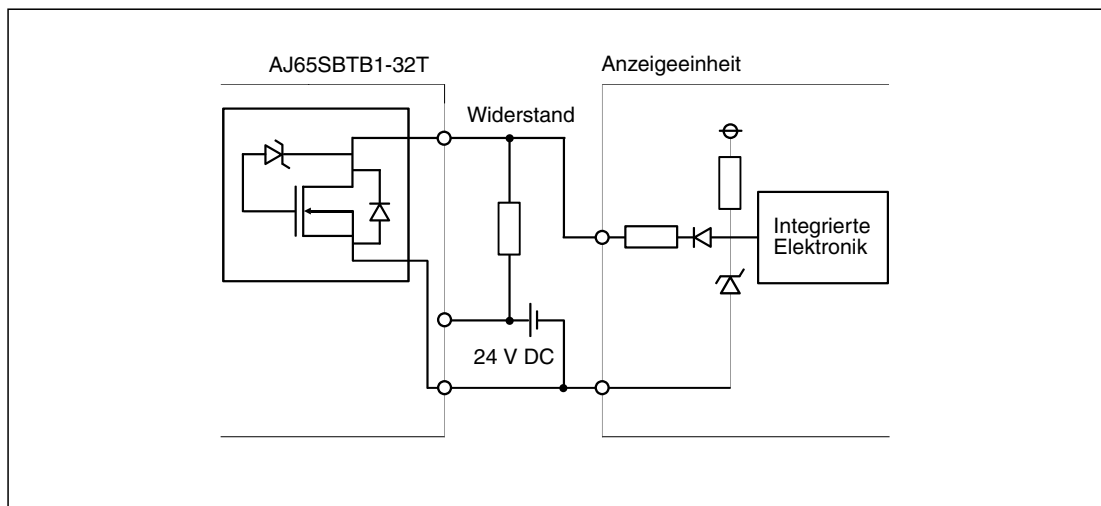 AJ65SBTB1-32T
Anzeigeeinheit
Widerstand
Integrierte
Elektronik
24 V DC